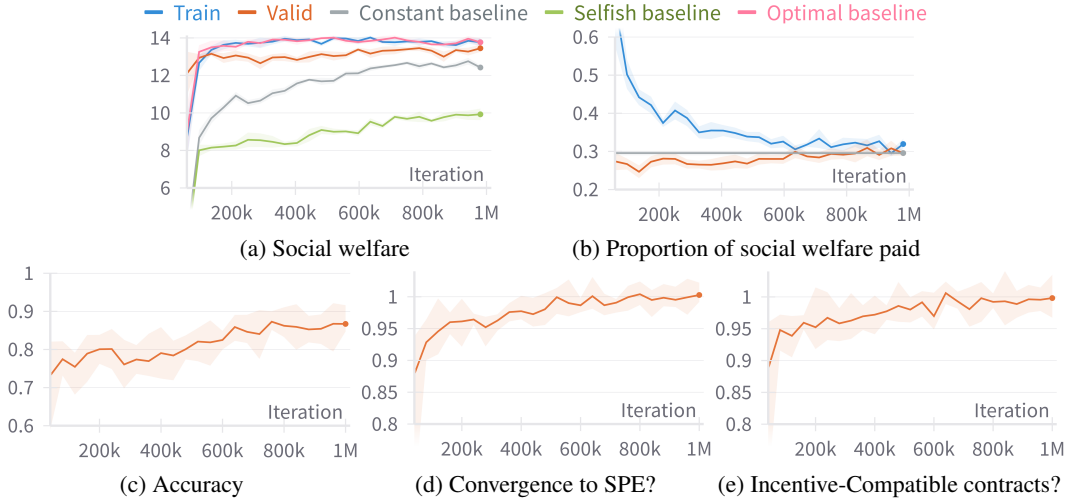 Train Valid Constant baseline Selfish baseline Optimal baseline
14
12
10
8
6
Iteration
200k 400k 600k 800k 1M
(a) Social welfare
0.6
0.5
0.4
0.3
0.2
Iteration
200k 400k 600k 800k 1M
(b) Proportion of social welfare paid
1
0.9
0.8
0.7
0.6
Iteration
200k 400k 600k 800k 1M
(c) Accuracy
1
0.95
0.9
0.85
0.8
Iteration
200k 400k 600k 800k 1M
(d) Convergence to SPE?
1
0.95
0.9
0.85
0.8
Iteration
200k 400k 600k 800k 1M
(e) Incentive-Compatible contracts?